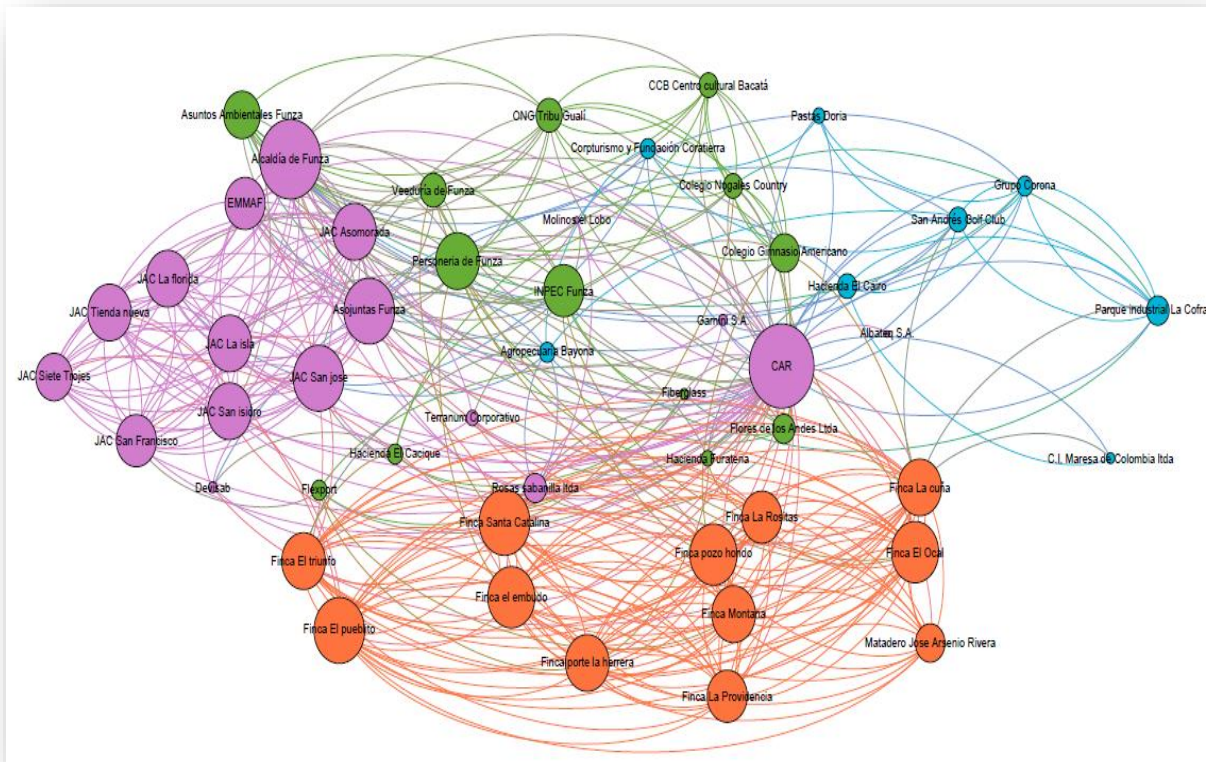 CCB Centro cultural Bacatá
Asuntos Ambientales Funza
ONG Tribu Gualí
Pastas Doria
Corpturismo y Fundación Coratierra
Alcaldía de Funza
Colegio Nogales Country
Grupo Corona
Veeduría de Funza
EMMAF
Molinos el Lobo
San Andrés Golf Club
JAC Asomorada
Colegio Gimnasio Americano
Personería de Funza
JAC La florida
Hacienda El Cairo
INPEC Funza
JAC Tienda nueva
Asojuntas Funza
Parque industrial La Cofra
Gamini S.A
Albateq S.A.
JAC La isla
Agropecuaria Bayona
CAR
JAC Siete Trojes
JAC San jose
Fiberglass
JAC San isidro
Terranum Corporativo
Flores de los Andes Ltda
JAC San Francisco
Hacienda El Cacique
Hacienda Furatena
C.I. Maresa de Colombia ltda
Devisab
Flexport
Rosas sabanilla ltda
Finca La cuña
Finca Santa Catalina
Finca La Rositas
Finca El triunfo
Finca pozo hondo
Finca El Ocal
Finca el embudo
Finca Montana
Finca El pueblito
Matadero Jose Arsenio Rivera
Finca porte la herrera
Finca La Providencia